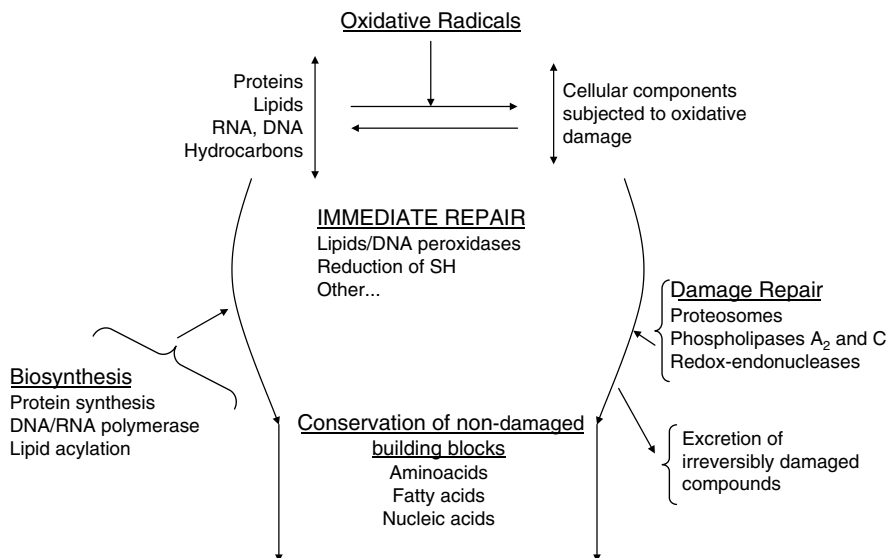 Oxidative Radicals
Proteins
Lipids
RNA, DNA
Hydrocarbons
Cellular components
subjected to oxidative
damage
IMMEDIATE REPAIR
Lipids/DNA peroxidases
Reduction of SH
Other...
Damage Repair
Proteosomes
Phospholipases A₂ and C
Redox-endonucleases
Biosynthesis
Protein synthesis
DNA/RNA polymerase
Lipid acylation
Conservation of non-damaged
building blocks
Aminoacids
Fatty acids
Nucleic acids
Excretion of
irreversibly damaged
compounds